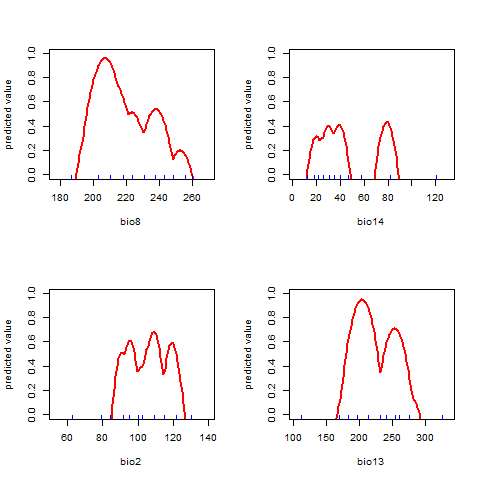 predicted value
0.0 0.2 0.4 0.6 0.8 1.0
180 200 220 240 260
bio8
predicted value
0.0 0.2 0.4 0.6 0.8 1.0
0 20 40 60 80 120
bio14
predicted value
0.0 0.2 0.4 0.6 0.8 1.0
60 80 100 120 140
bio2
predicted value
0.0 0.2 0.4 0.6 0.8 1.0
100 150 200 250 300
bio13